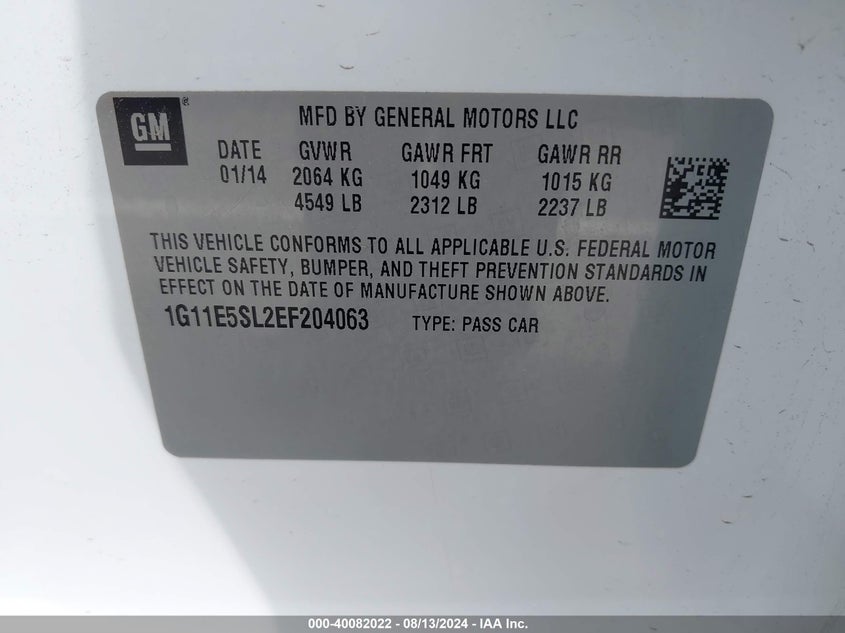 GM®
MFD BY GENERAL MOTORS LLC
DATE GVWR GAWR FRT GAWR RR
01/14 2064 KG 1049 KG 1015 KG
4549 LB 2312 LB 2237 LB
THIS VEHICLE CONFORMS TO ALL APPLICABLE U.S. FEDERAL MOTOR
VEHICLE SAFETY, BUMPER, AND THEFT PREVENTION STANDARDS IN
EFFECT ON THE DATE OF MANUFACTURE SHOWN ABOVE.
1G11E5SL2EF204063 TYPE: PASS CAR
000-40082022 - 08/13/2024 - IAA Inc.